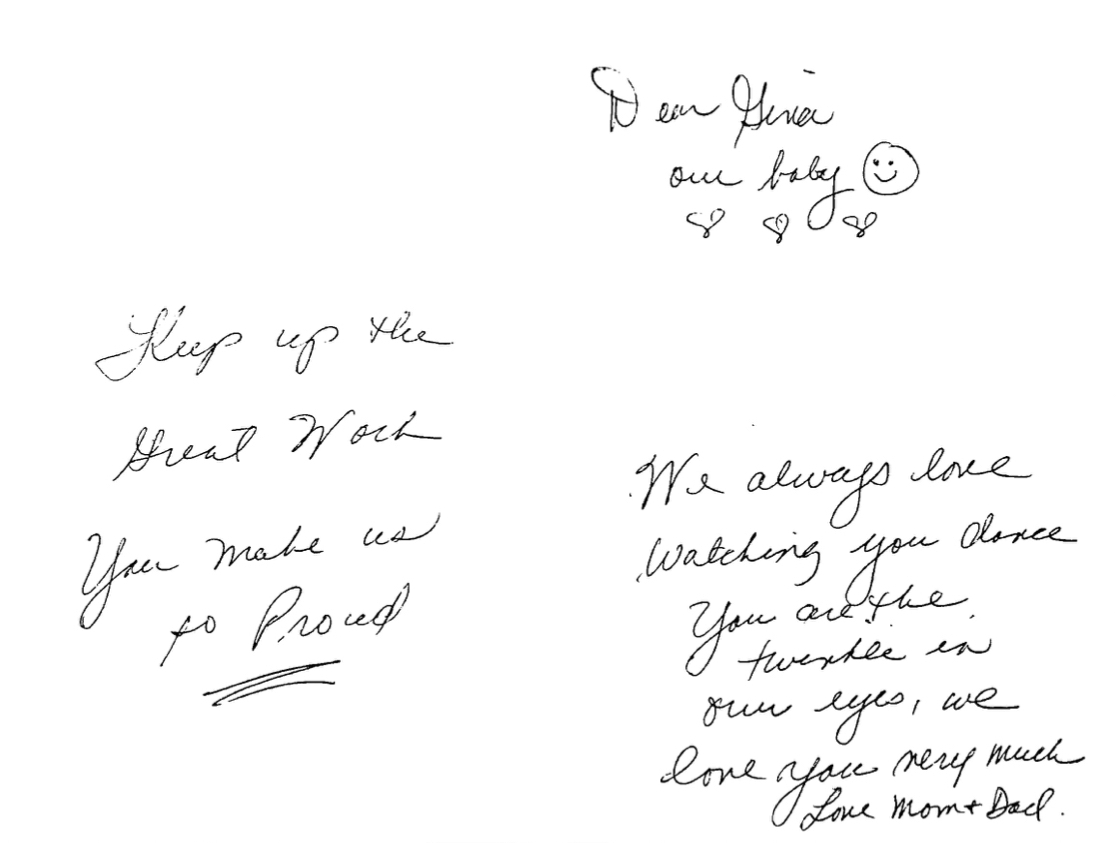 Dear Gina
our baby
Keep up the
Great Work
You make us
so Proud
We always love
Watching you dance
You are the
twinkle in
our eyes, we
love you very much
Love Mom + Dad.